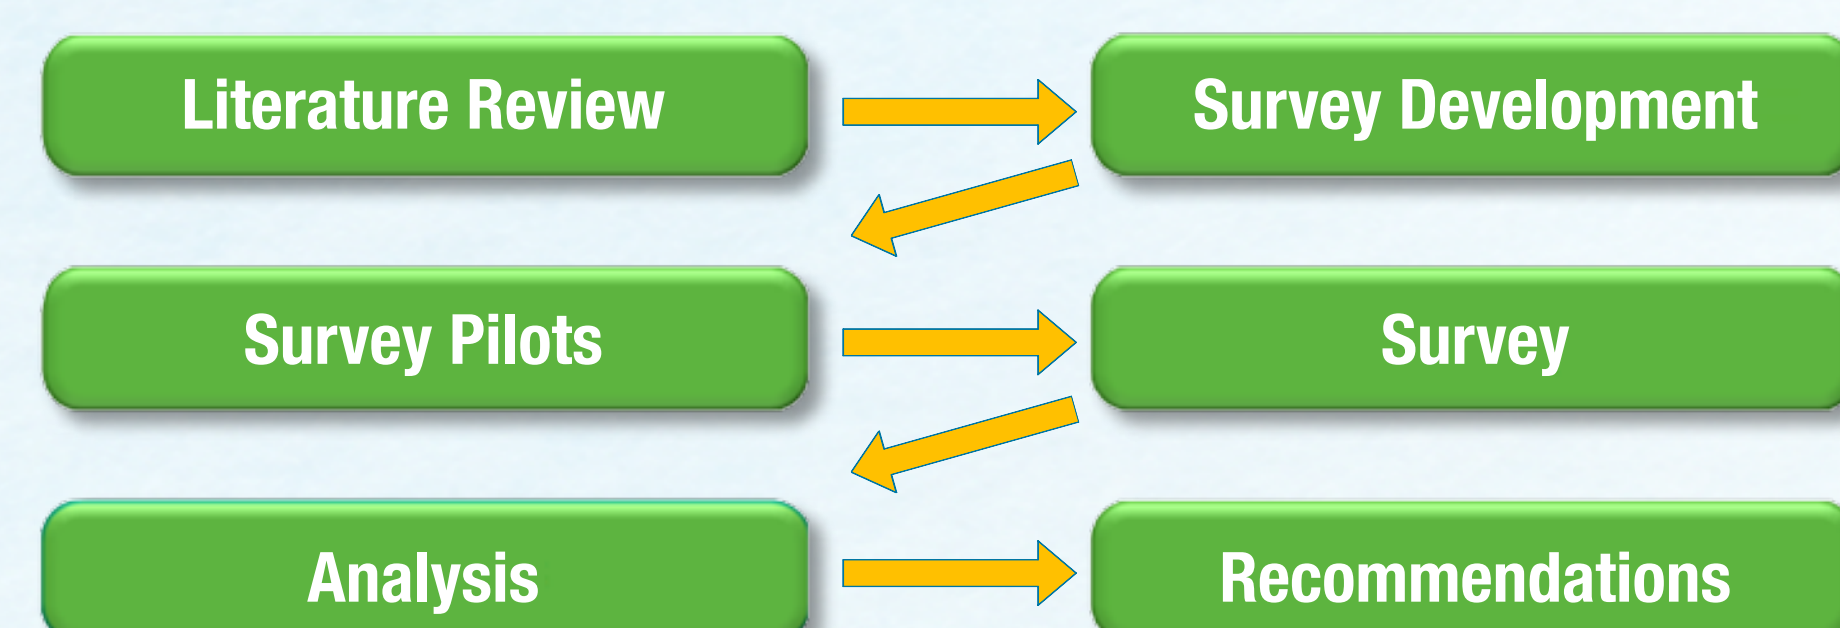 Literature Review
Survey Development
Survey Pilots
Survey
Analysis
Recommendations